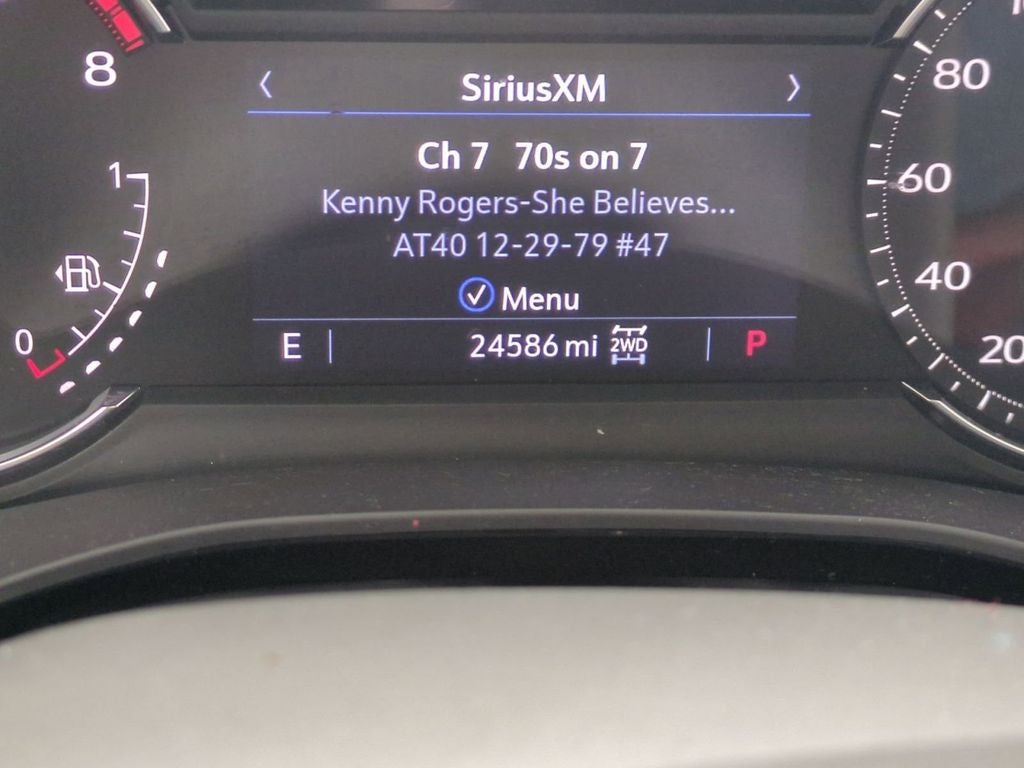 8
1
0
< SiriusXM >
Ch 7 70s on 7
Kenny Rogers-She Believes...
AT40 12-29-79 #47
✓ Menu
E 24586 mi 2WD P
80
60
40
20